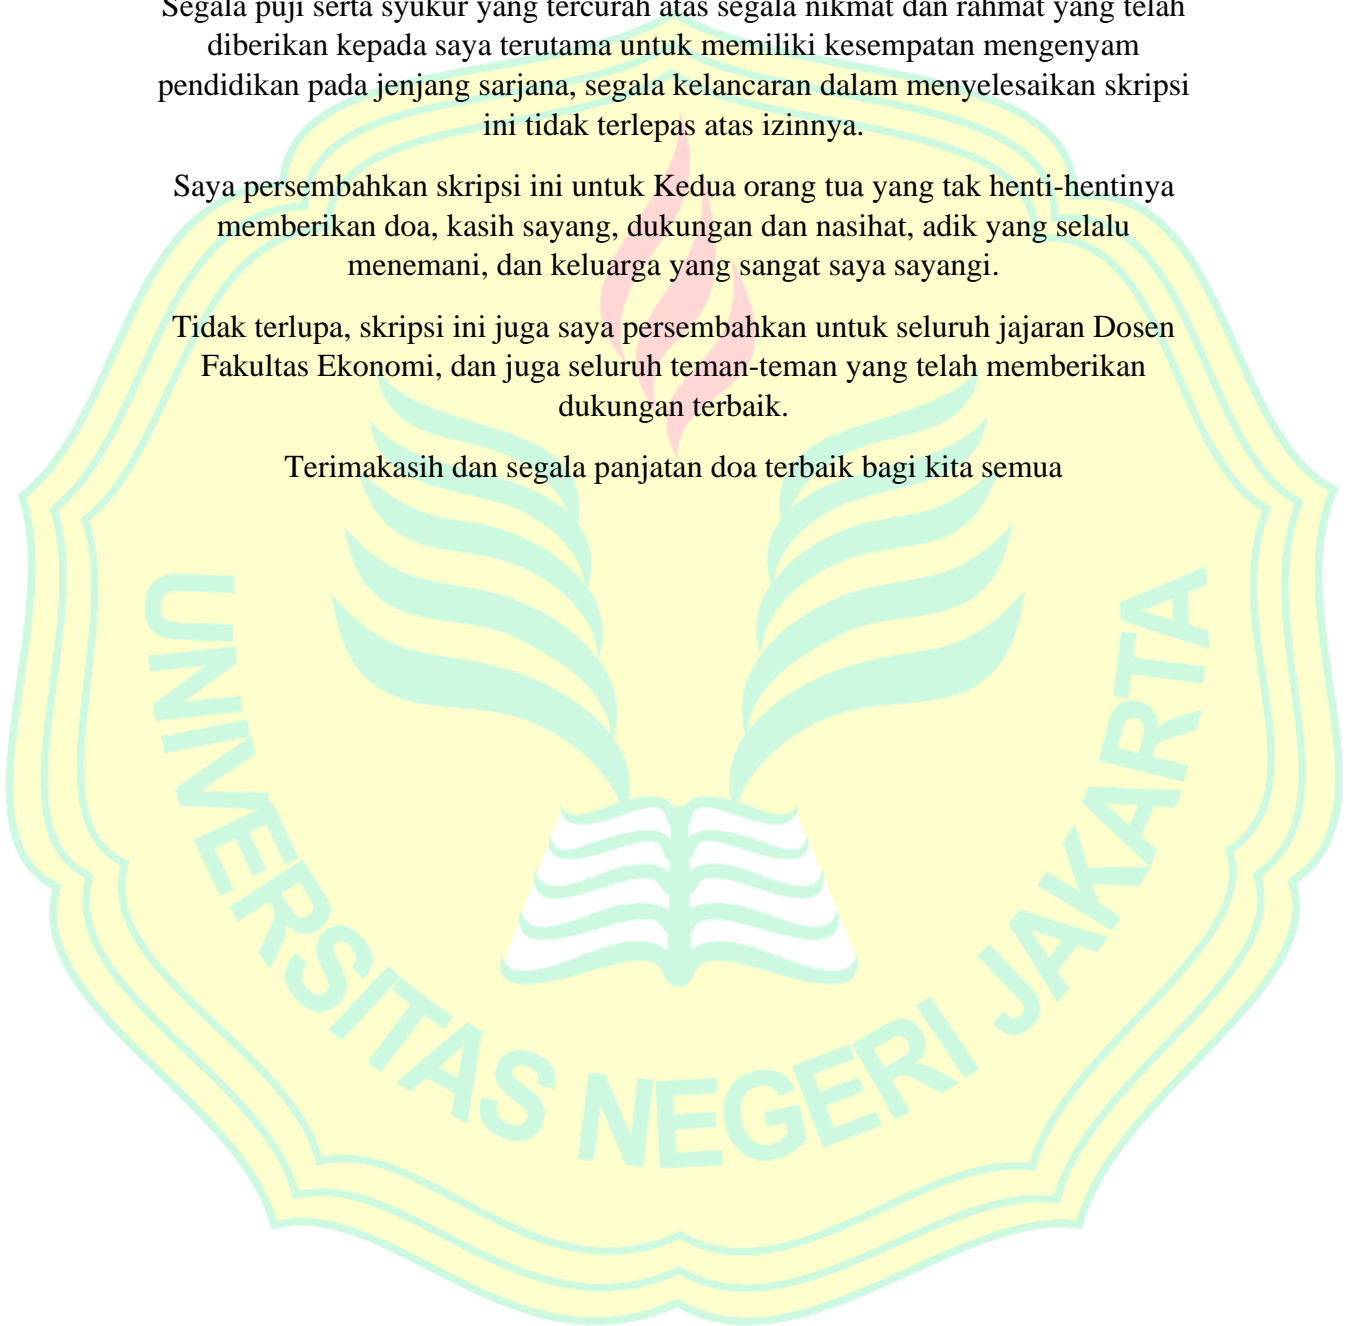 Segala puji serta syukur yang tercurah atas segala nikmat dan rahmat yang telah
diberikan kepada saya terutama untuk memiliki kesempatan mengenyam
pendidikan pada jenjang sarjana, segala kelancaran dalam menyelesaikan skripsi
ini tidak terlepas atas izinnya.
Saya persembahkan skripsi ini untuk Kedua orang tua yang tak henti-hentinya
memberikan doa, kasih sayang, dukungan dan nasihat, adik yang selalu
menemani, dan keluarga yang sangat saya sayangi.
Tidak terlupa, skripsi ini juga saya persembahkan untuk seluruh jajaran Dosen
Fakultas Ekonomi, dan juga seluruh teman-teman yang telah memberikan
dukungan terbaik.
Terimakasih dan segala panjatan doa terbaik bagi kita semua
UNIVERSITAS NEGERI JAKARTA